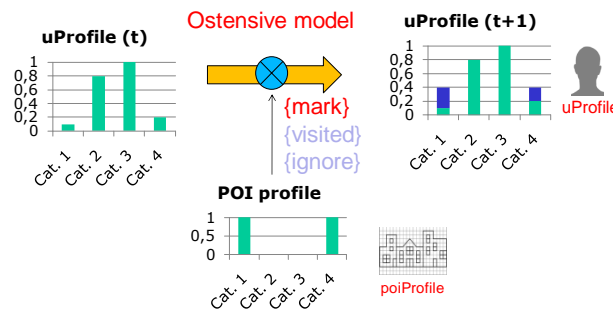 uProfile (t)
1
0,8
0,6
0,4
0,2
0
Cat. 1
Cat. 2
Cat. 3
Cat. 4
Ostensive model
{mark}
{visited}
{ignore}
uProfile (t+1)
1
0,8
0,6
0,4
0,2
0
Cat. 1
Cat. 2
Cat. 3
Cat. 4
uProfile
POI profile
1
0,5
0
Cat. 1
Cat. 2
Cat. 3
Cat. 4
poiProfile